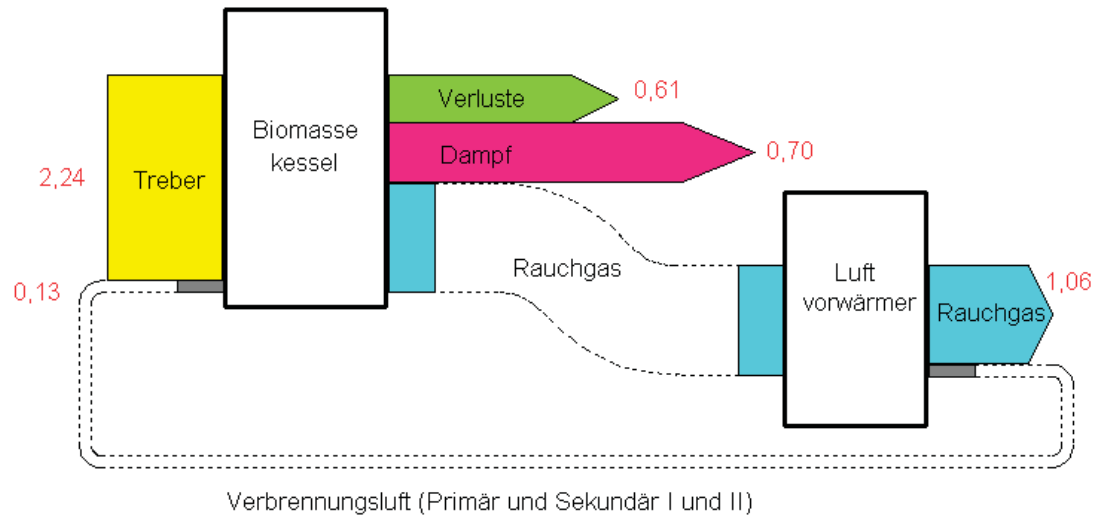 Verluste
0,61
Biomasse
kessel
Dampf
0,70
2,24
Treber
Rauchgas
Luft
vorwärmer
0,13
1,06
Rauchgas
Verbrennungsluft (Primär und Sekundär I und II)